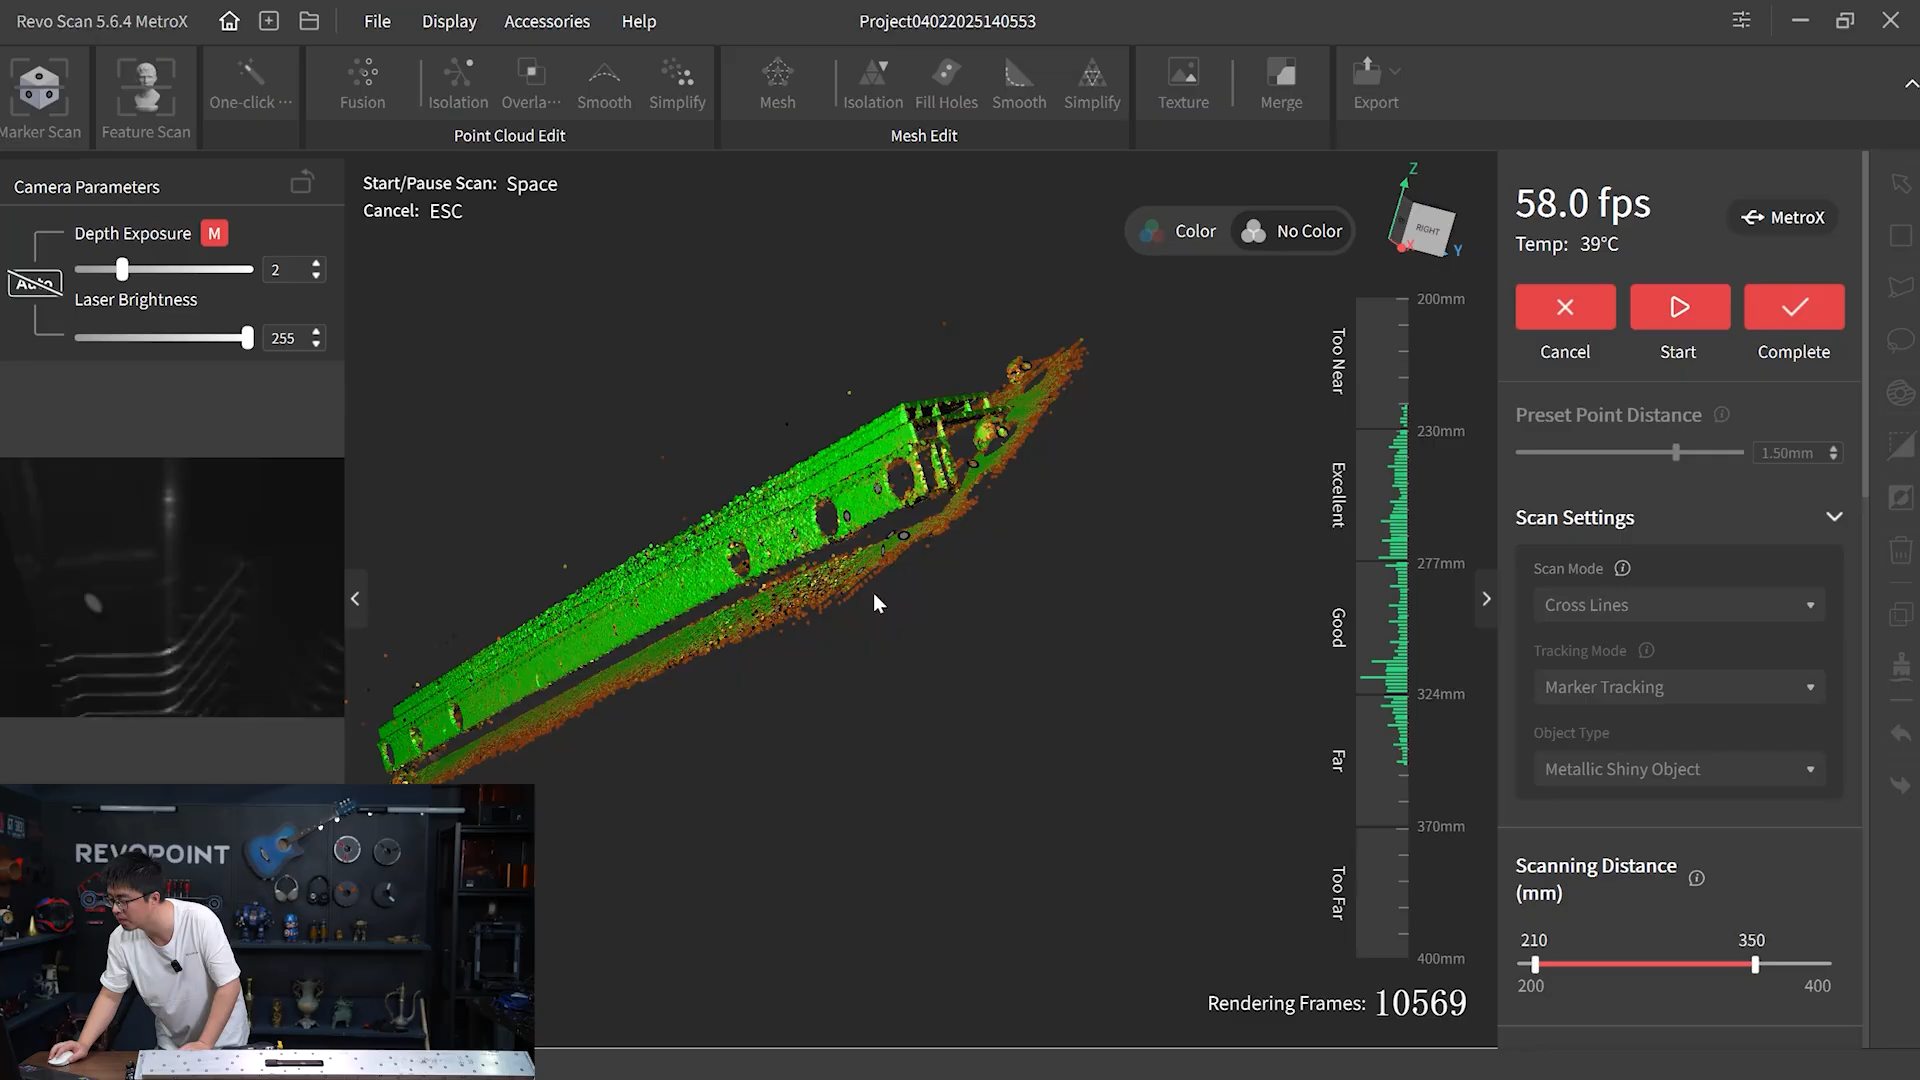 Revo Scan 5.6.4 MetroX
File
Display
Accessories
Help
Project04022025140553
Marker Scan
Feature Scan
One-click ···
Fusion
Isolation
Overla···
Smooth
Simplify
Point Cloud Edit
Mesh
Isolation
Fill Holes
Smooth
Simplify
Mesh Edit
Texture
Merge
Export
Camera Parameters
Depth Exposure M
Auto
2
Laser Brightness
255
Start/Pause Scan: Space
Cancel: ESC
Color
No Color
Z
RIGHT
X
Y
200mm
Too Near
230mm
Excellent
277mm
Good
324mm
Far
370mm
Too Far
400mm
Rendering Frames: 10569
58.0 fps
MetroX
Temp: 39°C
Cancel
Start
Complete
Preset Point Distance
1.50mm
Scan Settings
Scan Mode
Cross Lines
Tracking Mode
Marker Tracking
Object Type
Metallic Shiny Object
Scanning Distance
(mm)
210
350
200
400
REVOPOINT